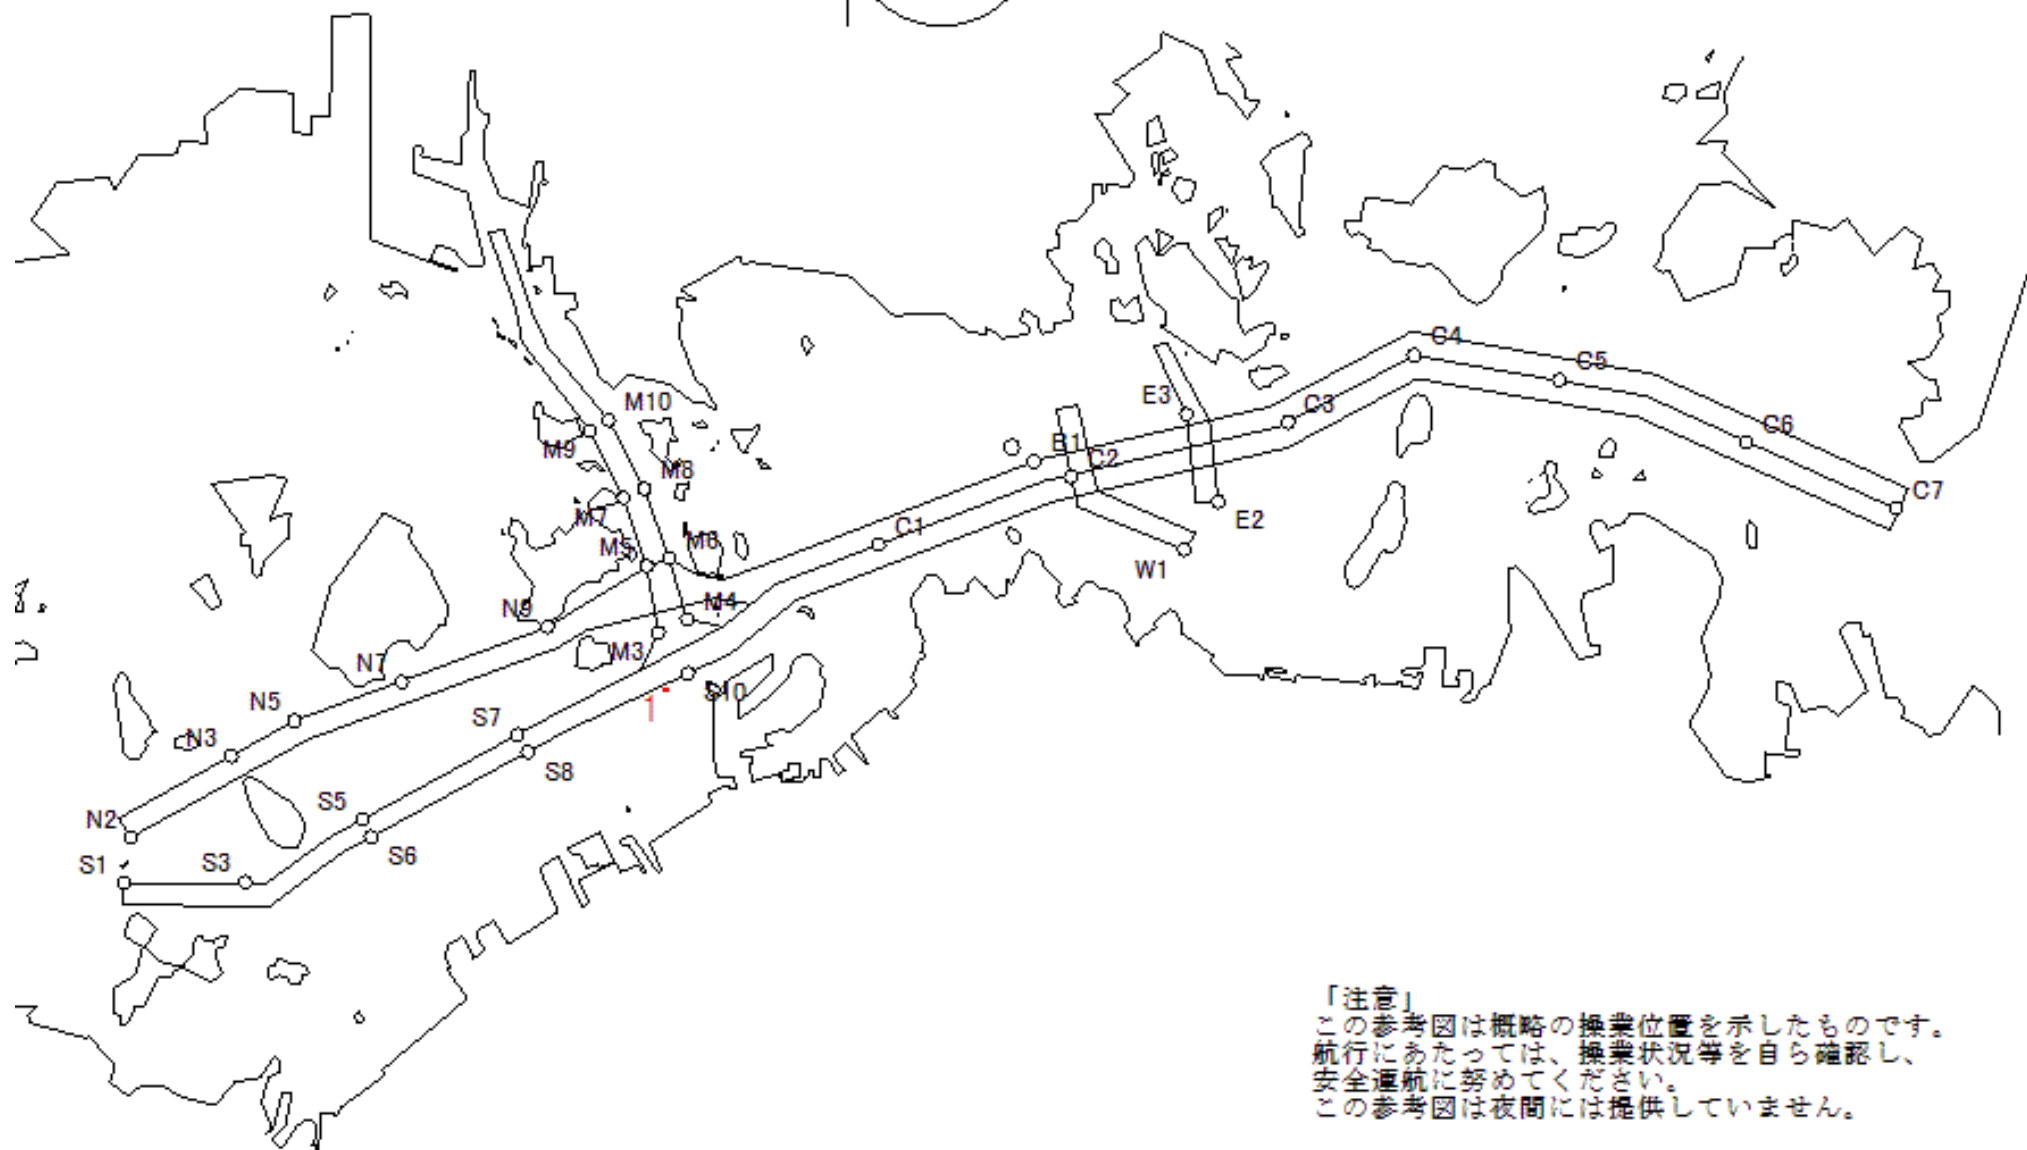 C4
C5
E3
M10
C3
C6
B1
M9
C2
M8
C7
M7
E2
C1
M5
M6
W1
N9
M4
M3
N7
S10
N5
1
S7
N3
S8
S5
N2
S6
S1
S3
「注意」
この参考図は概略の操業位置を示したものです。
航行にあたっては、操業状況等を自ら確認し、
安全運航に努めてください。
この参考図は夜間には提供していません。